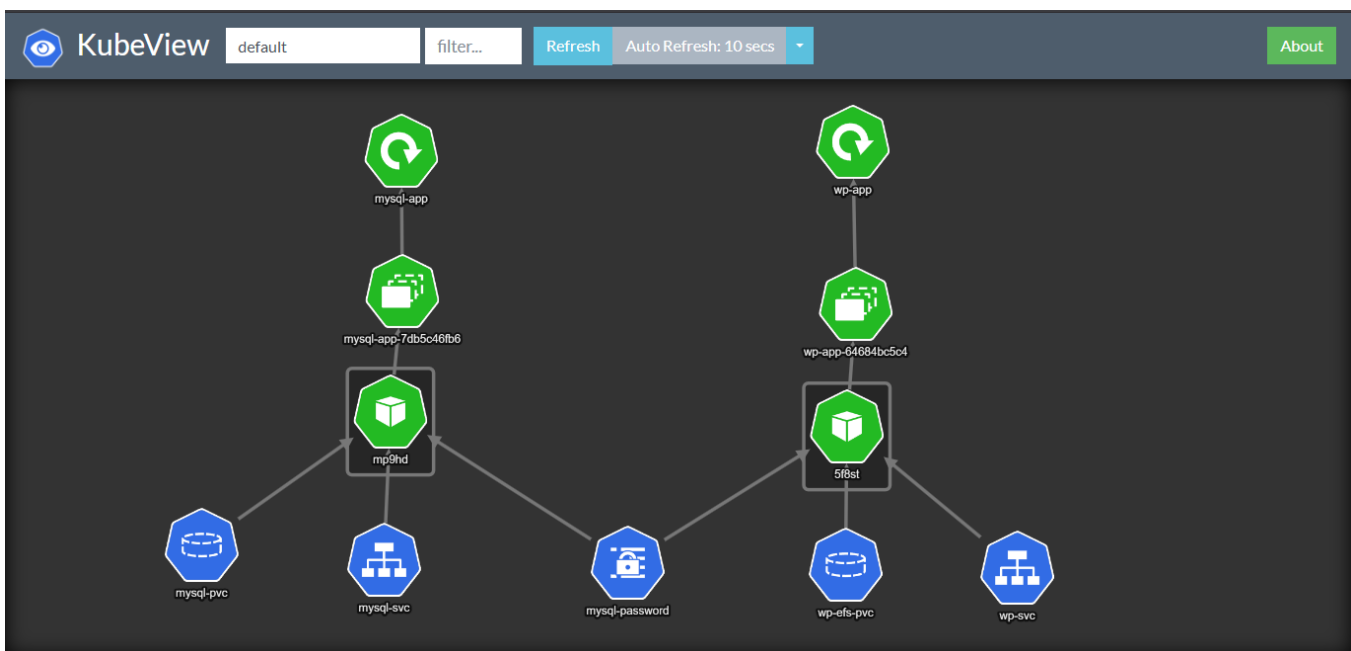 KubeView default filter... Refresh Auto Refresh: 10 secs About
mysql-app
wp-app
mysql-app-7db5c46fb6
wp-app-64684bc5c4
mp9hd
5f8st
mysql-pvc
mysql-svc
mysql-password
wp-efs-pvc
wp-svc